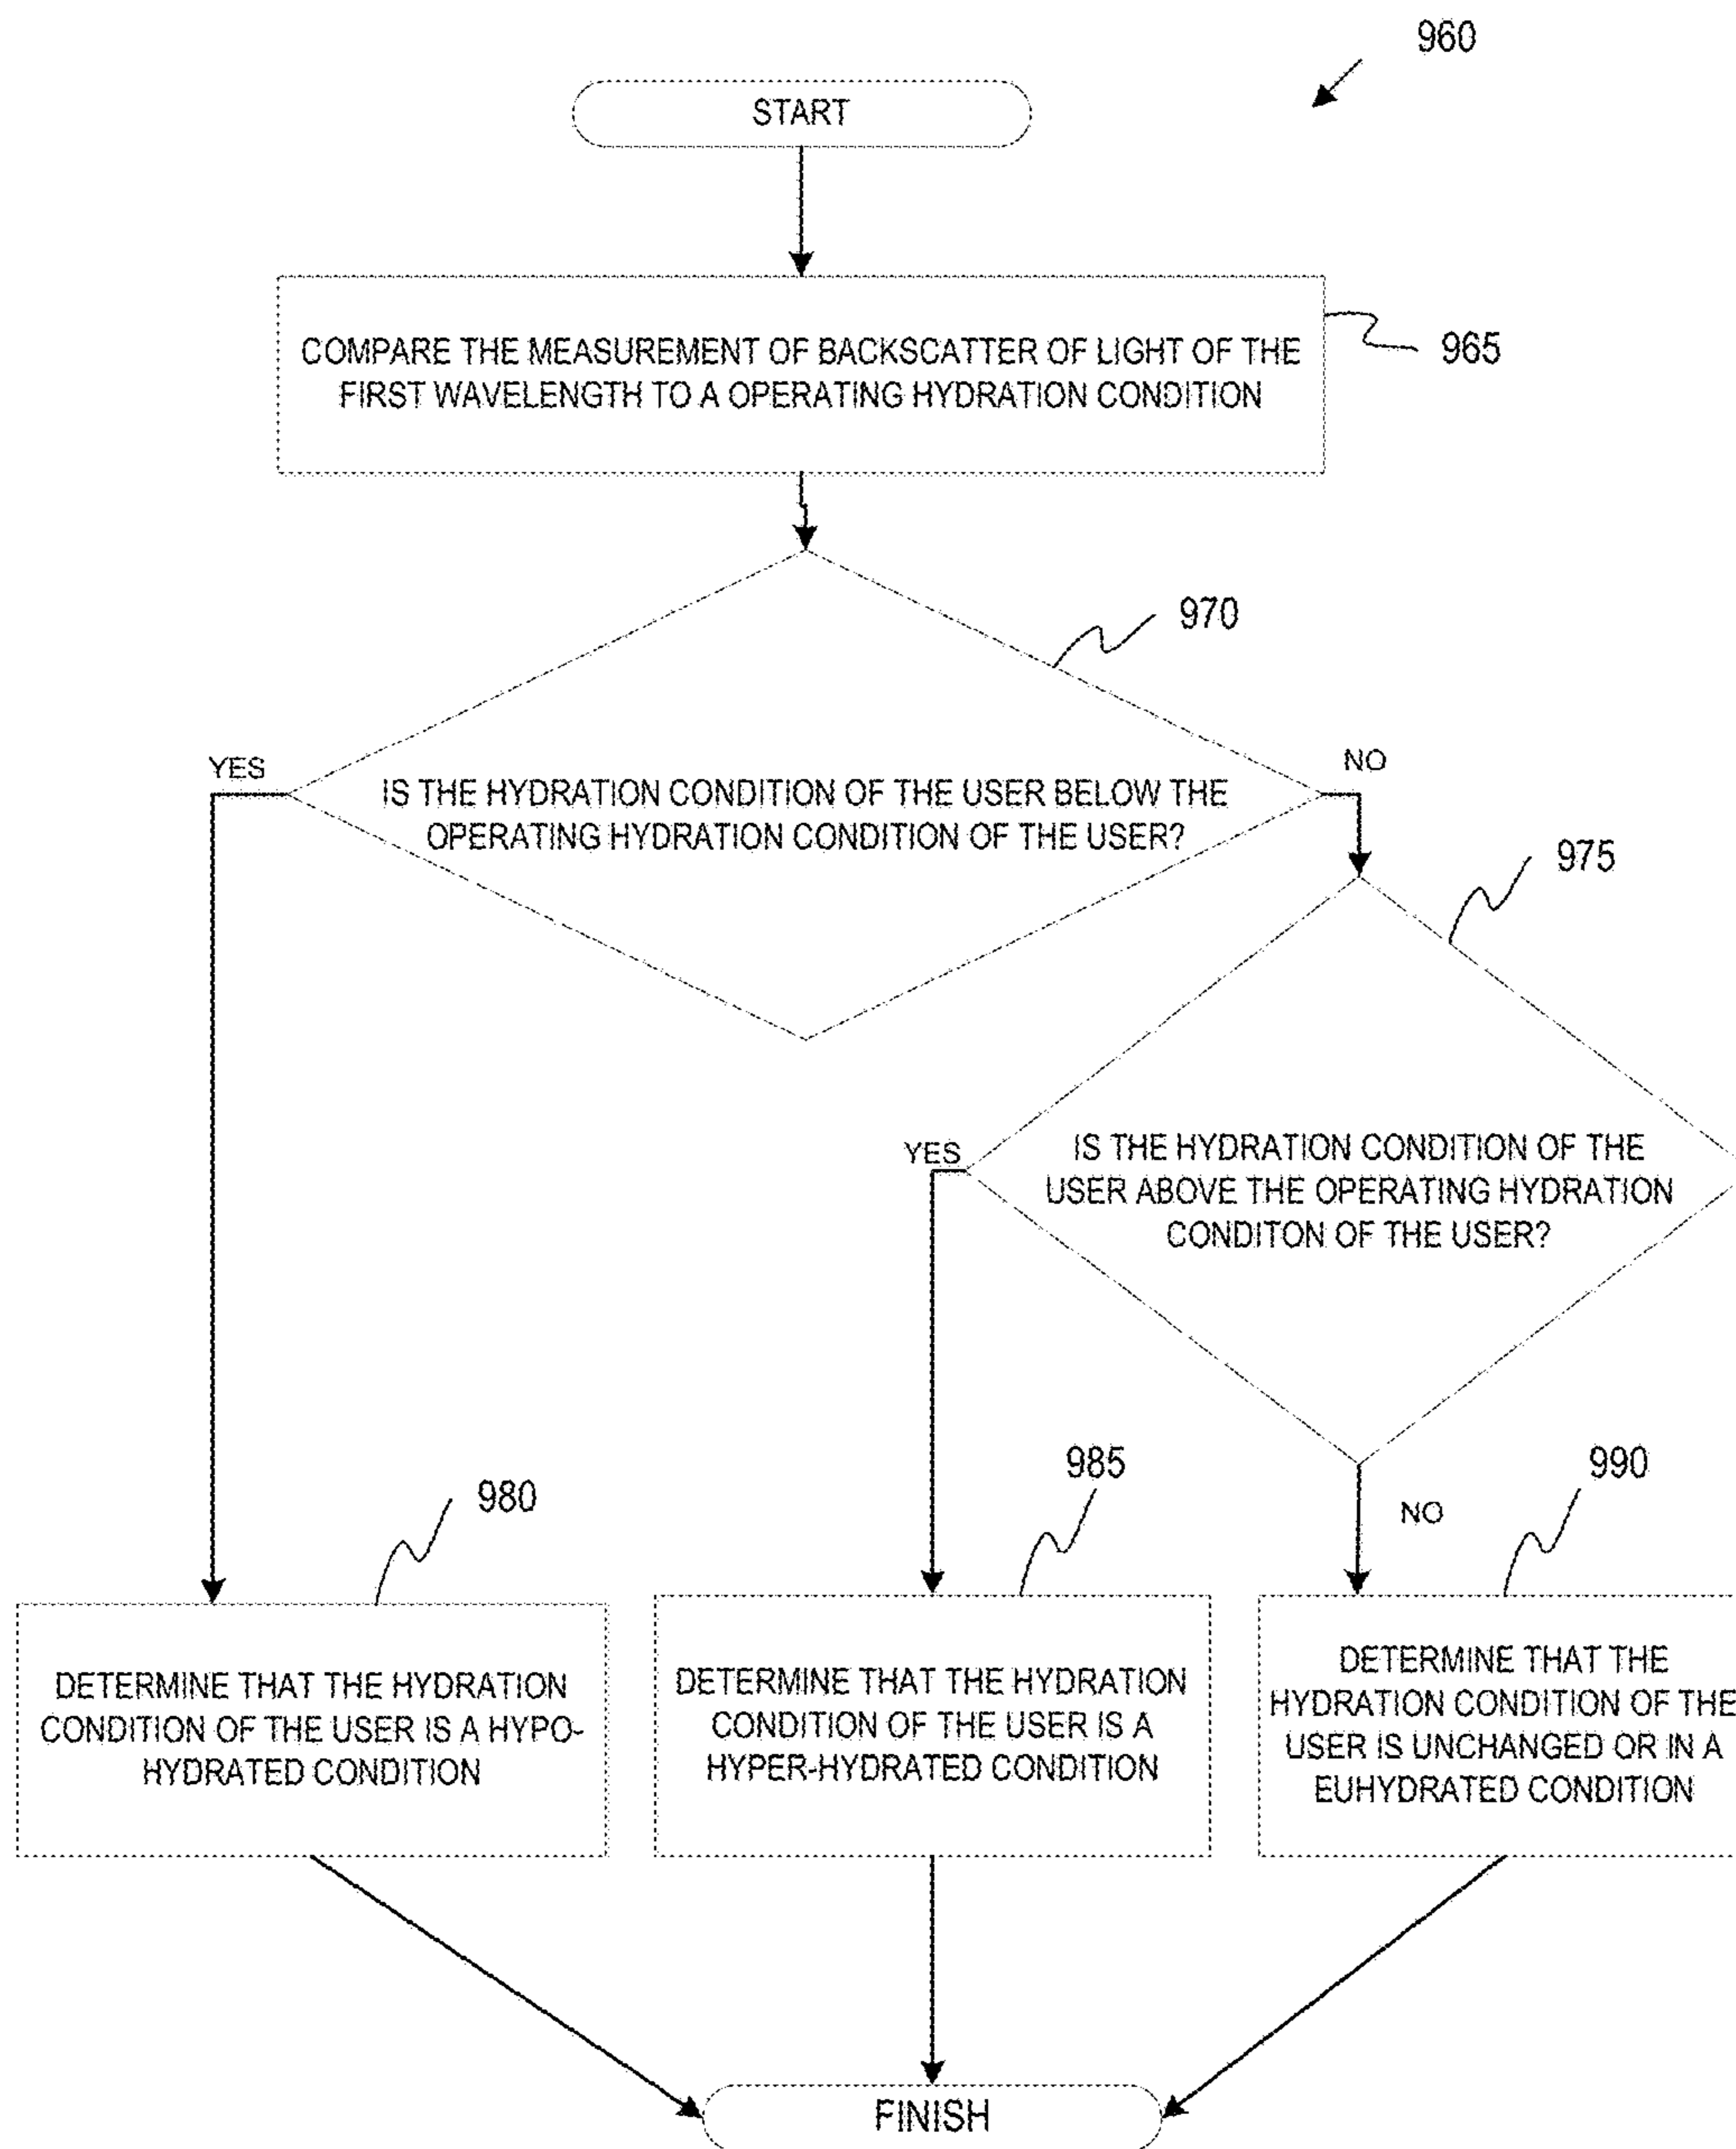 960
START
COMPARE THE MEASUREMENT OF BACKSCATTER OF LIGHT OF THE
FIRST WAVELENGTH TO A OPERATING HYDRATION CONDITION
965
970
YES
NO
IS THE HYDRATION CONDITION OF THE USER BELOW THE
OPERATING HYDRATION CONDITION OF THE USER?
975
YES
IS THE HYDRATION CONDITION OF THE
USER ABOVE THE OPERATING HYDRATION
CONDITON OF THE USER?
NO
980
985
990
DETERMINE THAT THE HYDRATION
CONDITION OF THE USER IS A HYPO-
HYDRATED CONDITION
DETERMINE THAT THE HYDRATION
CONDITION OF THE USER IS A
HYPER-HYDRATED CONDITION
DETERMINE THAT THE
HYDRATION CONDITION OF THE
USER IS UNCHANGED OR IN A
EUHYDRATED CONDITION
FINISH